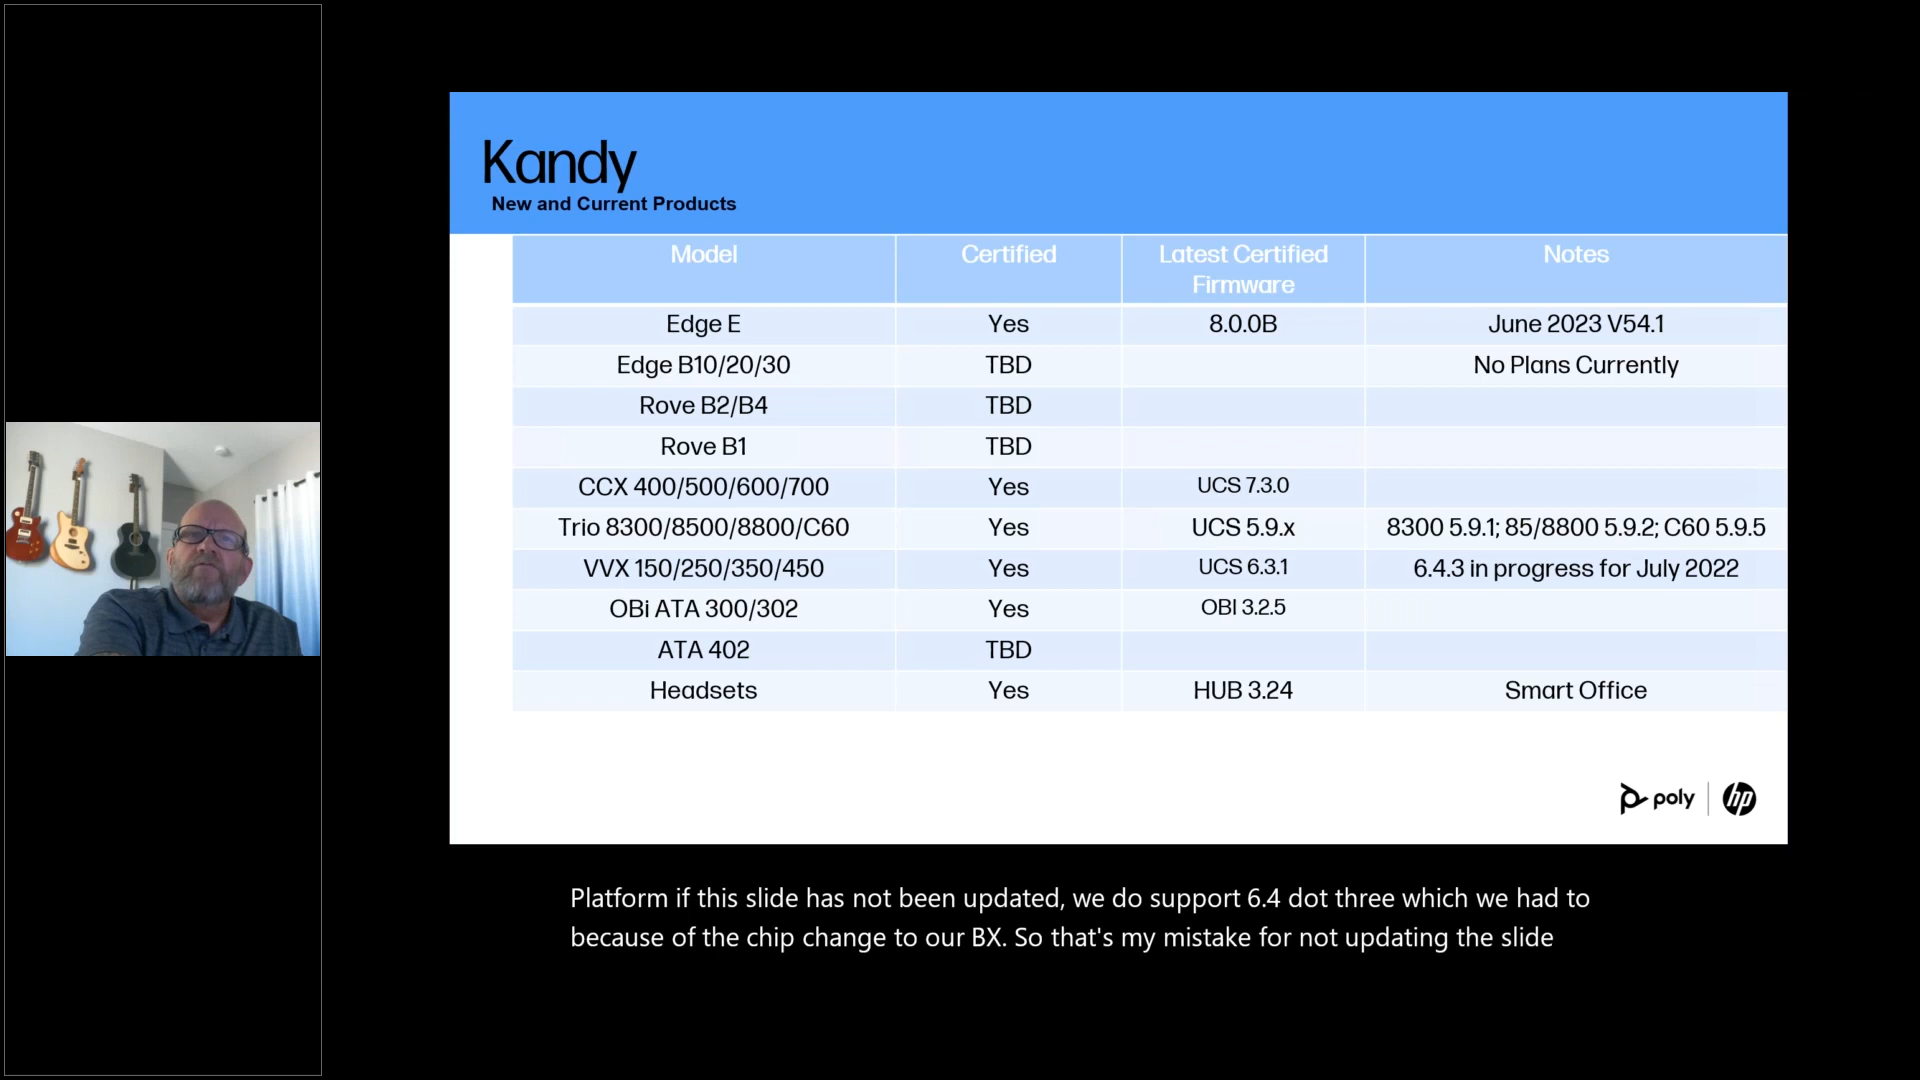 Kandy
New and Current Products
Model Certified Latest Certified Firmware Notes
Edge E Yes 8.0.0B June 2023 V54.1
Edge B10/20/30 TBD No Plans Currently
Rove B2/B4 TBD
Rove B1 TBD
CCX 400/500/600/700 Yes UCS 7.3.0
Trio 8300/8500/8800/C60 Yes UCS 5.9.x 8300 5.9.1; 85/8800 5.9.2; C60 5.9.5
VVX 150/250/350/450 Yes UCS 6.3.1 6.4.3 in progress for July 2022
OBi ATA 300/302 Yes OBI 3.2.5
ATA 402 TBD
Headsets Yes HUB 3.24 Smart Office
poly hp
Platform if this slide has not been updated, we do support 6.4 dot three which we had to
because of the chip change to our BX. So that's my mistake for not updating the slide